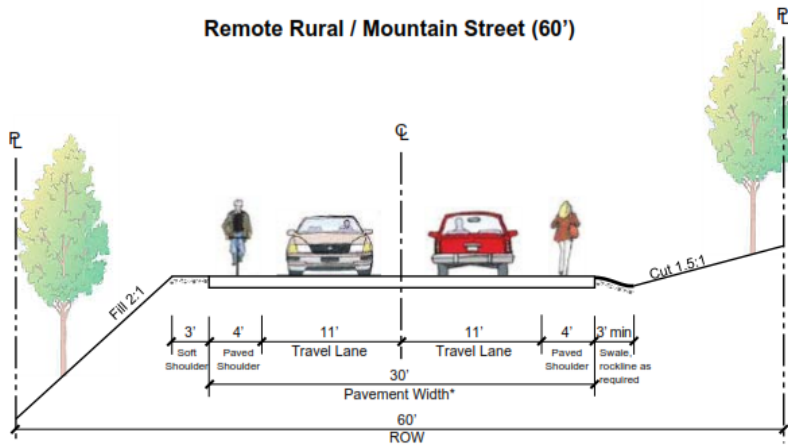 Remote Rural / Mountain Street (60’)
PL
PL
CL
Fill 2:1
Cut 1.5:1
3’ 4’ 11’ 11’ 4’ 3’ min
Soft Shoulder
Paved Shoulder
Travel Lane
Travel Lane
Paved Shoulder
Swale, rockline as required
30’
Pavement Width*
60’
ROW